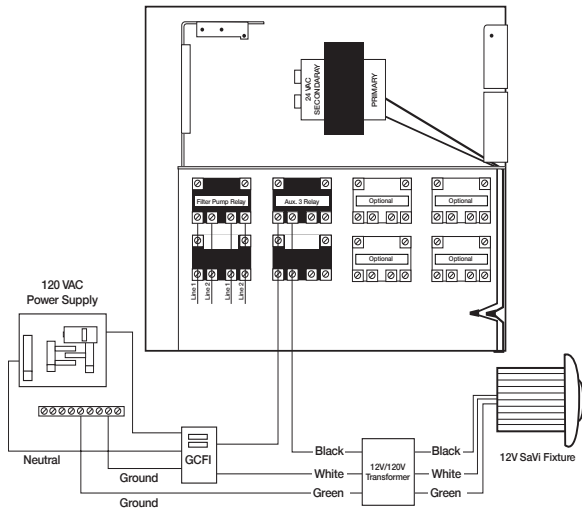 24 VAC
SECONDARAY
PRIMARY
Filter Pump Relay
Aux. 3 Relay
Optional
Optional
Optional
Optional
Line 1
Line 2
Line 1
Line 2
120 VAC
Power Supply
Neutral
Ground
Ground
GCFI
Black
White
Green
12V/120V
Transformer
Black
White
Green
12V SaVi Fixture